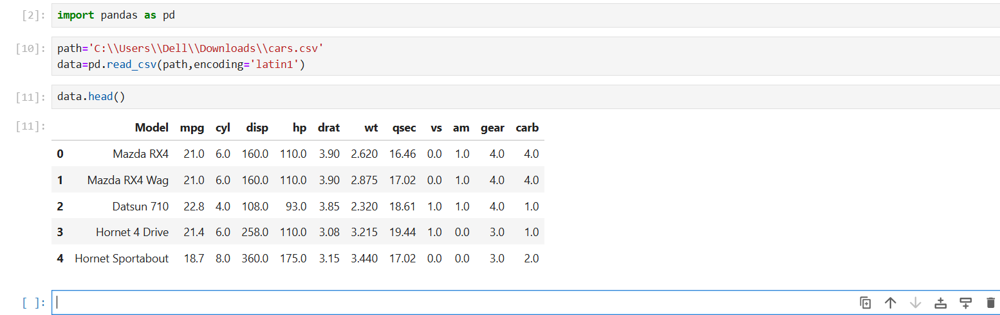 [2]: import pandas as pd
[10]: path='C:\\Users\\Dell\\Downloads\\cars.csv'
data=pd.read_csv(path,encoding='latin1')
[11]: data.head()
[11]: Model mpg cyl disp hp drat wt qsec vs am gear carb
0 Mazda RX4 21.0 6.0 160.0 110.0 3.90 2.620 16.46 0.0 1.0 4.0 4.0
1 Mazda RX4 Wag 21.0 6.0 160.0 110.0 3.90 2.875 17.02 0.0 1.0 4.0 4.0
2 Datsun 710 22.8 4.0 108.0 93.0 3.85 2.320 18.61 1.0 1.0 4.0 1.0
3 Hornet 4 Drive 21.4 6.0 258.0 110.0 3.08 3.215 19.44 1.0 0.0 3.0 1.0
4 Hornet Sportabout 18.7 8.0 360.0 175.0 3.15 3.440 17.02 0.0 0.0 3.0 2.0
[ ]: